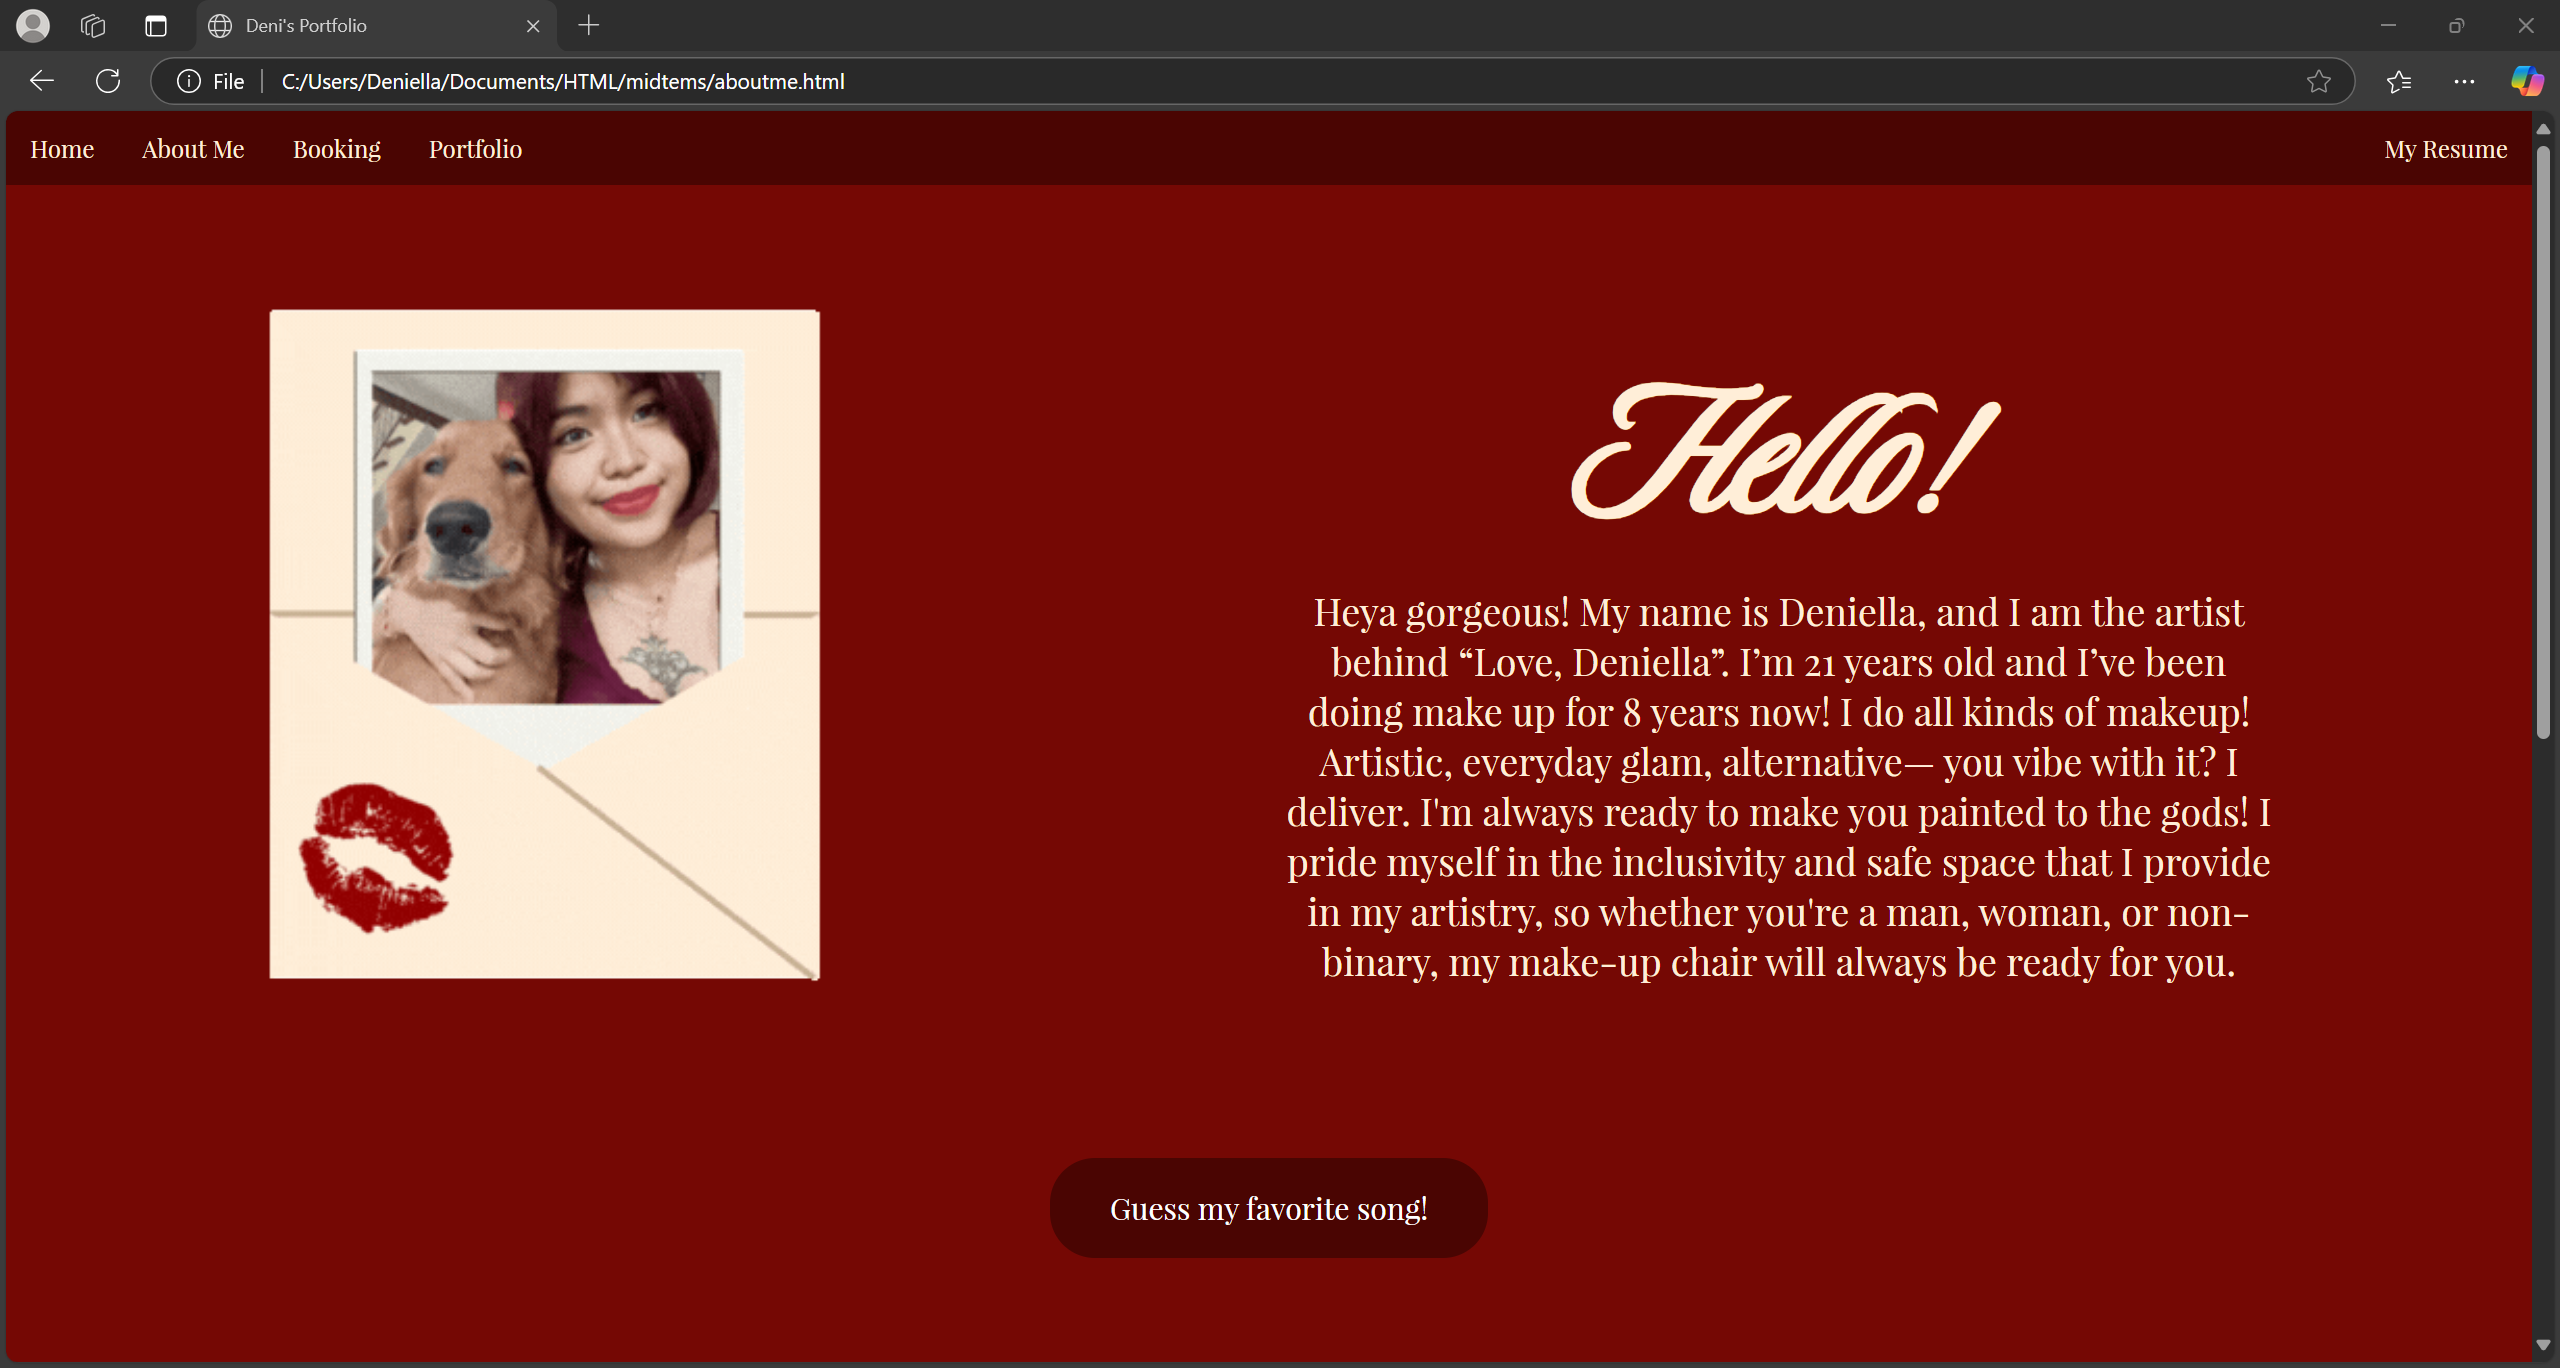 Deni's Portfolio
File
C:/Users/Deniella/Documents/HTML/midtems/aboutme.html
Home About Me Booking Portfolio My Resume
Hello!
Heya gorgeous! My name is Deniella, and I am the artist
behind “Love, Deniella”. I’m 21 years old and I’ve been
doing make up for 8 years now! I do all kinds of makeup!
Artistic, everyday glam, alternative— you vibe with it? I
deliver. I'm always ready to make you painted to the gods! I
pride myself in the inclusivity and safe space that I provide
in my artistry, so whether you're a man, woman, or non-
binary, my make-up chair will always be ready for you.
Guess my favorite song!